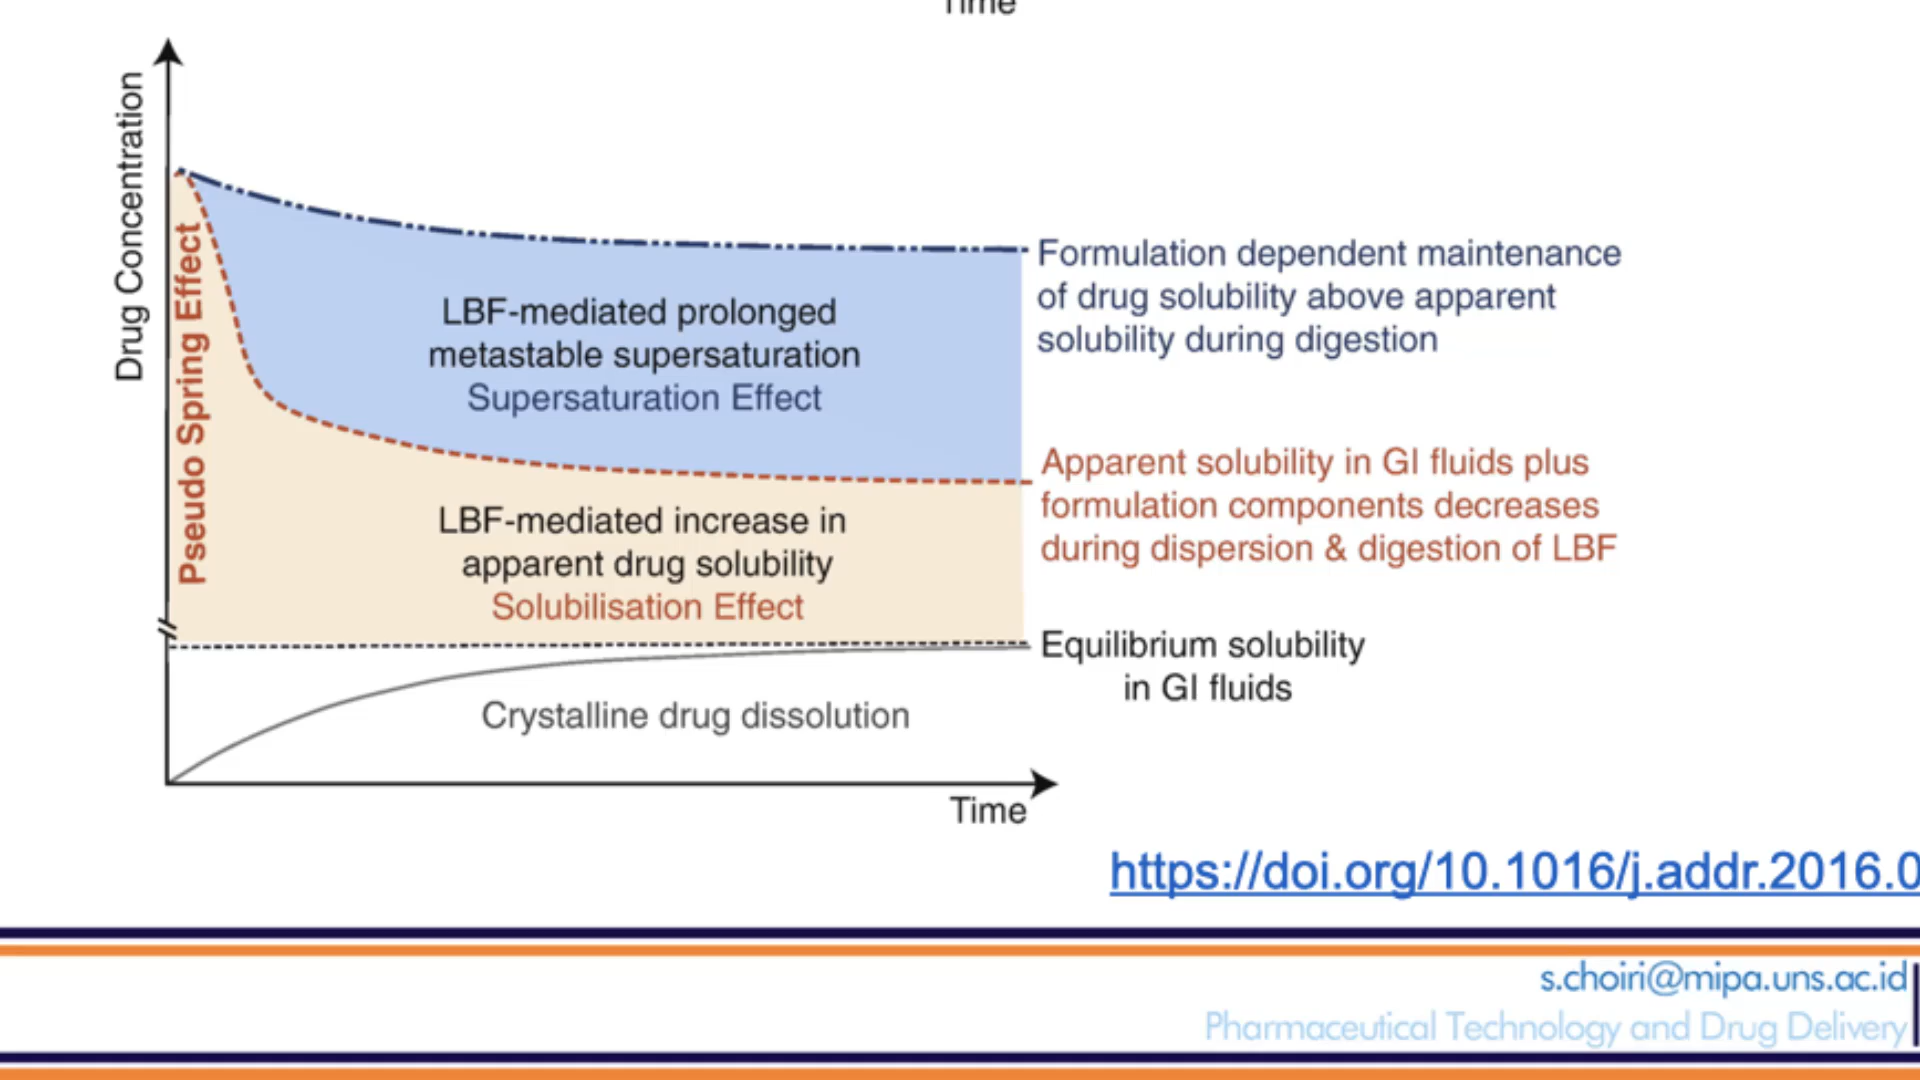 Time
Drug Concentration
Pseudo Spring Effect
LBF-mediated prolonged
metastable supersaturation
Supersaturation Effect
Formulation dependent maintenance
of drug solubility above apparent
solubility during digestion
LBF-mediated increase in
apparent drug solubility
Solubilisation Effect
Apparent solubility in GI fluids plus
formulation components decreases
during dispersion & digestion of LBF
Equilibrium solubility
in GI fluids
Crystalline drug dissolution
Time
https://doi.org/10.1016/j.addr.2016.0
s.choiri@mipa.uns.ac.id
Pharmaceutical Technology and Drug Delivery